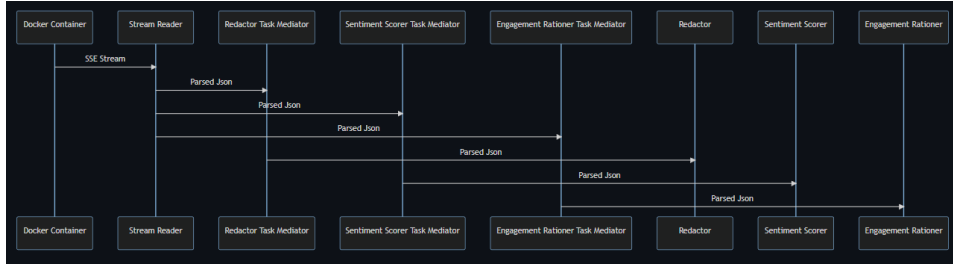 Docker Container
Stream Reader
Redactor Task Mediator
Sentiment Scorer Task Mediator
Engagement Rationer Task Mediator
Redactor
Sentiment Scorer
Engagement Rationer
SSE Stream
Parsed Json
Parsed Json
Parsed Json
Parsed Json
Parsed Json
Parsed Json
Docker Container
Stream Reader
Redactor Task Mediator
Sentiment Scorer Task Mediator
Engagement Rationer Task Mediator
Redactor
Sentiment Scorer
Engagement Rationer